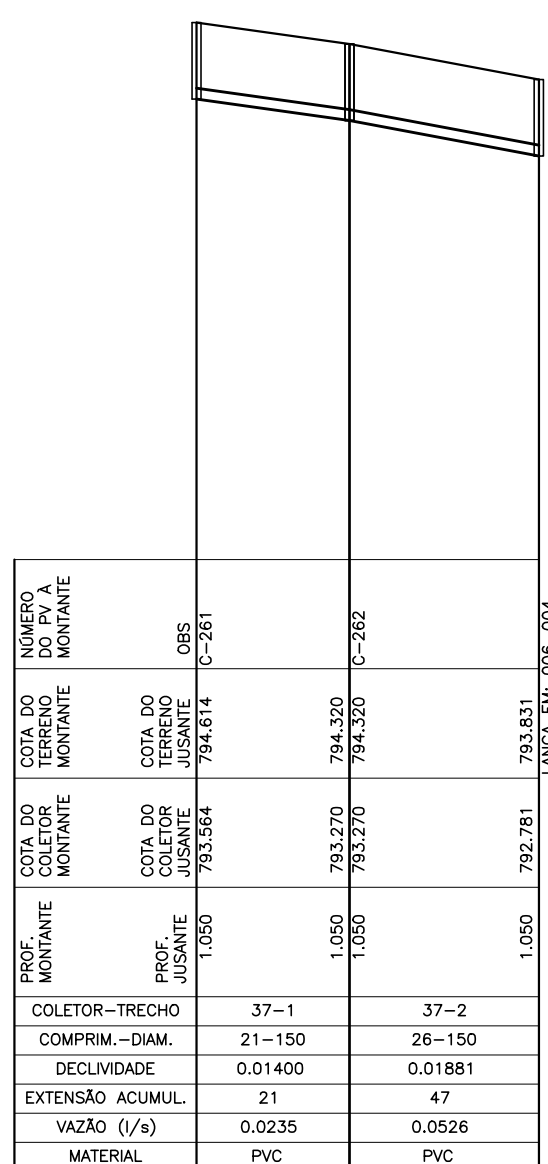 NÚMERO
DO PV À
MONTANTE
OBS
C-261
C-262
LANÇA EM: 006-004
COTA DO
TERRENO
MONTANTE
COTA DO
TERRENO
JUSANTE
794.614
794.320
794.320
793.831
COTA DO
COLETOR
MONTANTE
COTA DO
COLETOR
JUSANTE
793.564
793.270
793.270
792.781
PROF.
MONTANTE
PROF.
JUSANTE
1.050
1.050
1.050
1.050
COLETOR-TRECHO 37-1 37-2
COMPRIM.-DIAM. 21-150 26-150
DECLIVIDADE 0.01400 0.01881
EXTENSÃO ACUMUL. 21 47
VAZÃO (l/s) 0.0235 0.0526
MATERIAL PVC PVC